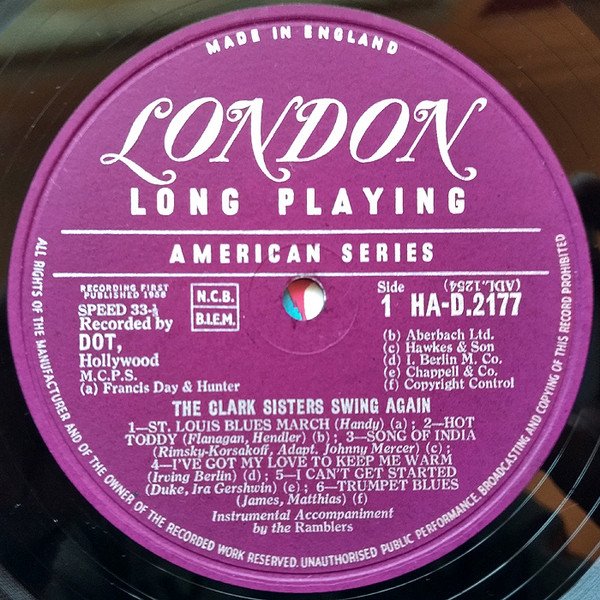 MADE IN ENGLAND
LONDON
LONG PLAYING
AMERICAN SERIES
RECORDING FIRST
PUBLISHED 1958
SPEED 33⅓
Recorded by
DOT,
Hollywood
M.C.P.S.
(a) Francis Day & Hunter
N.C.B.
B.I.E.M.
Side (ADL.1254)
1 HA-D.2177
(b) Aberbach Ltd.
(c) Hawkes & Son
(d) I. Berlin M. Co.
(e) Chappell & Co.
(f) Copyright Control
THE CLARK SISTERS SWING AGAIN
1—ST. LOUIS BLUES MARCH (Handy) (a) ; 2—HOT
TODDY (Flanagan, Hendler) (b) ; 3—SONG OF INDIA
(Rimsky-Korsakoff, Adapt. Johnny Mercer) (c) ;
4—I'VE GOT MY LOVE TO KEEP ME WARM
(Irving Berlin) (d) ; 5—I CAN'T GET STARTED
(Duke, Ira Gershwin) (e) ; 6—TRUMPET BLUES
(James, Matthias) (f)
Instrumental Accompaniment
by the Ramblers
ALL RIGHTS OF THE MANUFACTURER AND OF THE OWNER OF THE RECORDED WORK RESERVED. UNAUTHORISED PUBLIC PERFORMANCE, BROADCASTING AND COPYING OF THIS RECORD PROHIBITED